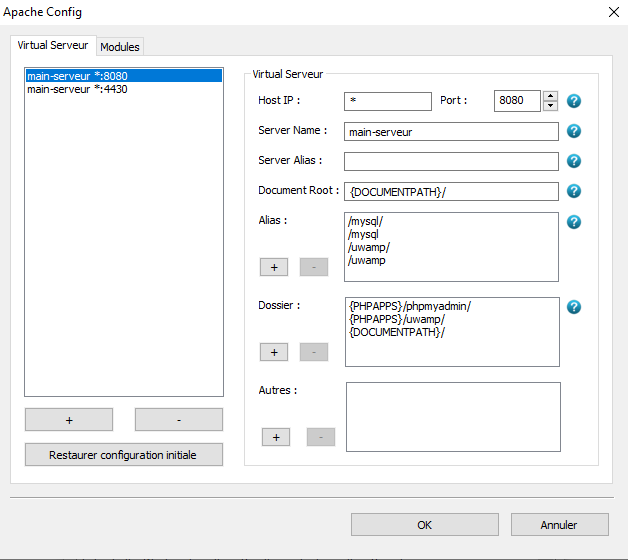 Apache Config
Virtual Serveur
Modules
main-serveur *:8080
main-serveur *:4430
+
-
Restaurer configuration initiale
Virtual Serveur
Host IP :
*
Port :
8080
?
Server Name :
main-serveur
?
Server Alias :
?
Document Root :
{DOCUMENTPATH}/
?
Alias :
/mysql/
/mysql
/uwamp/
/uwamp
?
+
-
Dossier :
{PHPAPPS}/phpmyadmin/
{PHPAPPS}/uwamp/
{DOCUMENTPATH}/
?
+
-
Autres :
+
-
OK
Annuler